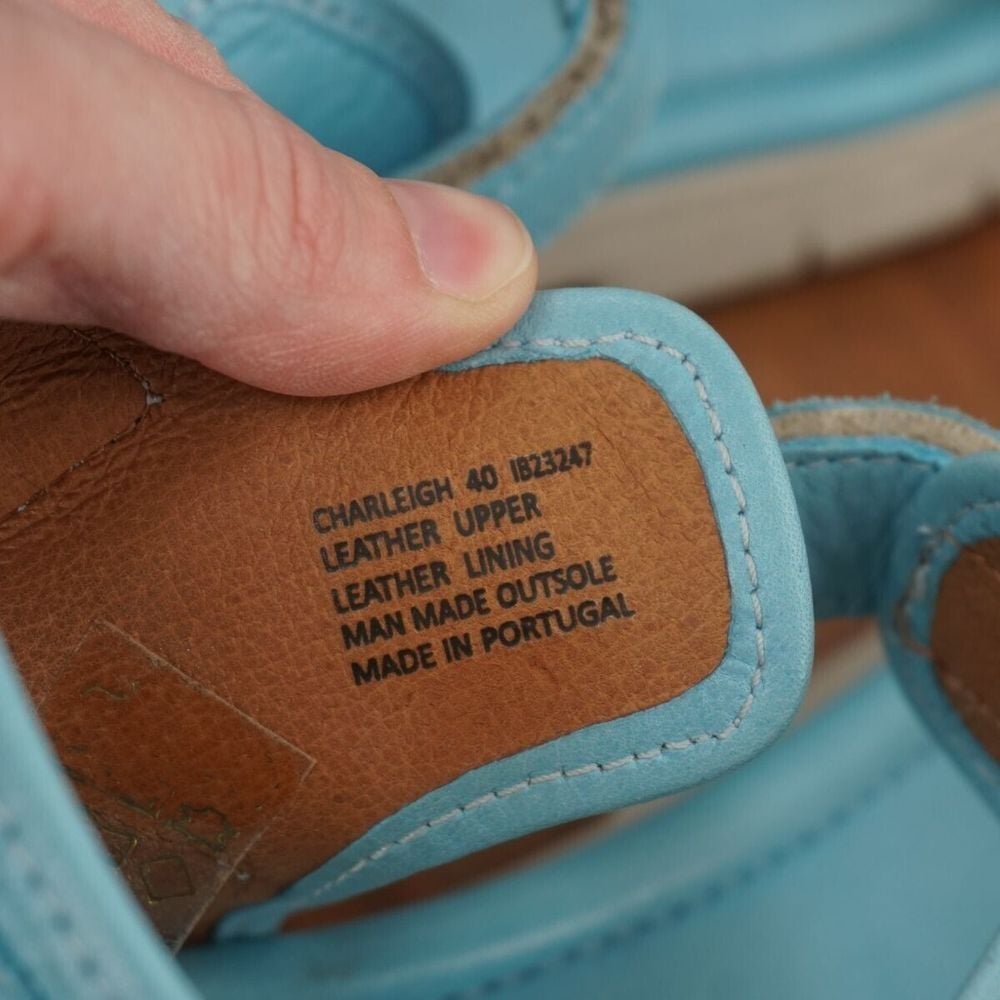 CHARLEIGH 40 IB23247
LEATHER UPPER
LEATHER LINING
MAN MADE OUTSOLE
MADE IN PORTUGAL